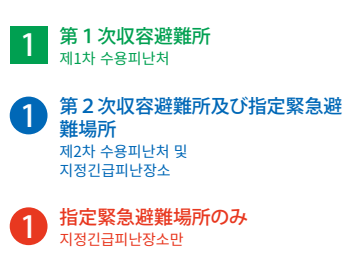 1 第１次収容避難所
제1차 수용피난처
1 第２次収容避難所及び指定緊急避
難場所
제2차 수용피난처 및
지정긴급피난장소
1 指定緊急避難場所のみ
지정긴급피난장소만